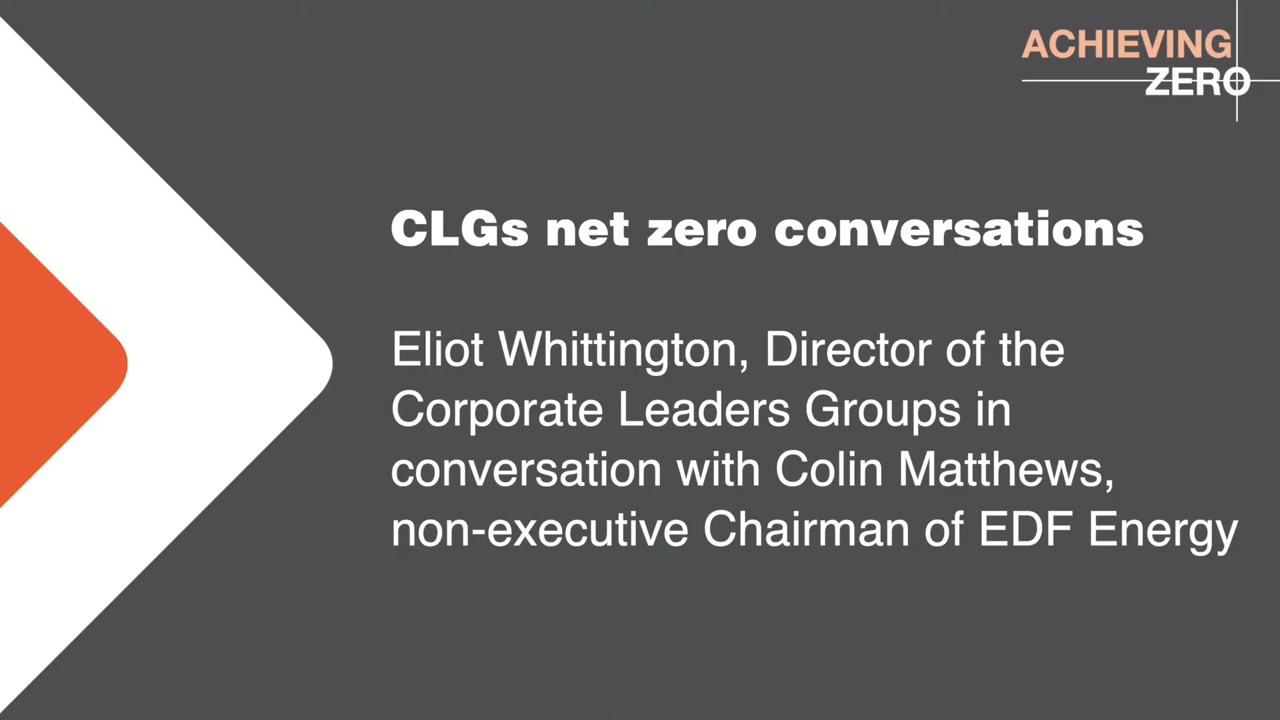 ACHIEVING
ZERO
CLGs net zero conversations
Eliot Whittington, Director of the
Corporate Leaders Groups in
conversation with Colin Matthews,
non-executive Chairman of EDF Energy